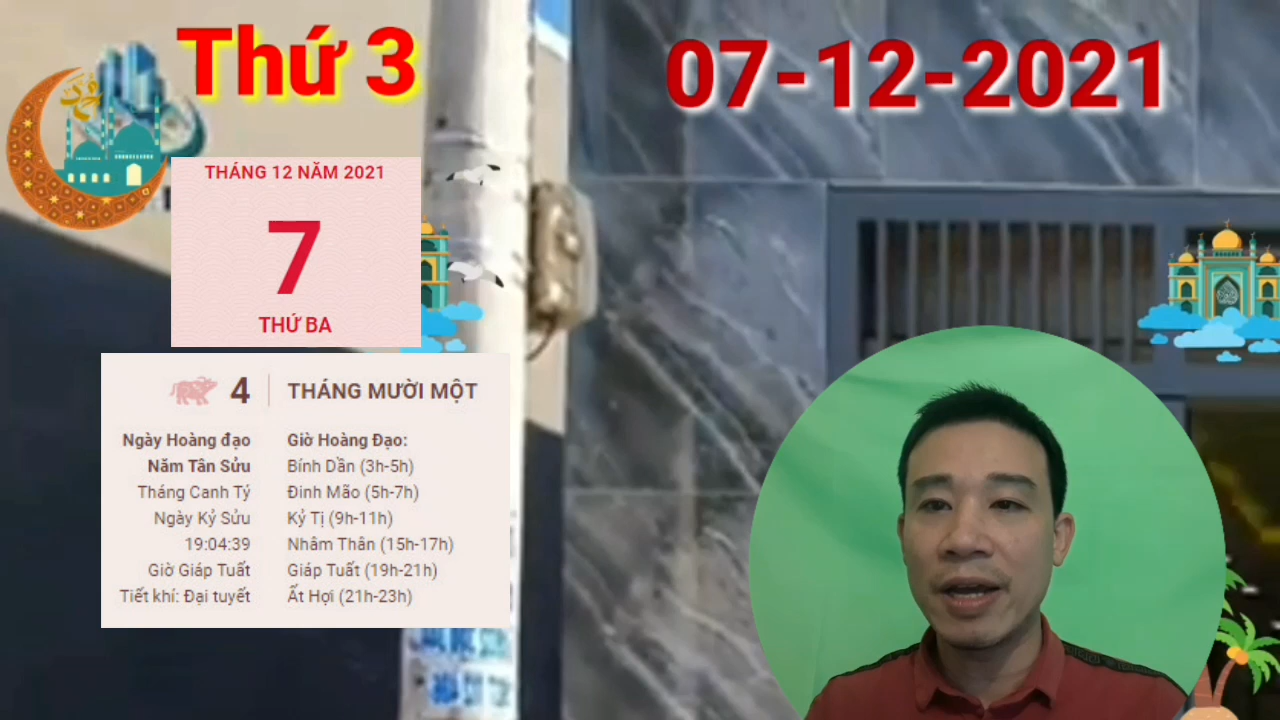 Thứ 3
07-12-2021
THÁNG 12 NĂM 2021
7
THỨ BA
4
THÁNG MƯỜI MỘT
Ngày Hoàng đạo
Năm Tân Sửu
Tháng Canh Tý
Ngày Kỷ Sửu
19:04:39
Giờ Giáp Tuất
Tiết khí: Đại tuyết
Giờ Hoàng Đạo:
Bính Dần (3h-5h)
Đinh Mão (5h-7h)
Kỷ Tị (9h-11h)
Nhâm Thân (15h-17h)
Giáp Tuất (19h-21h)
Ất Hợi (21h-23h)